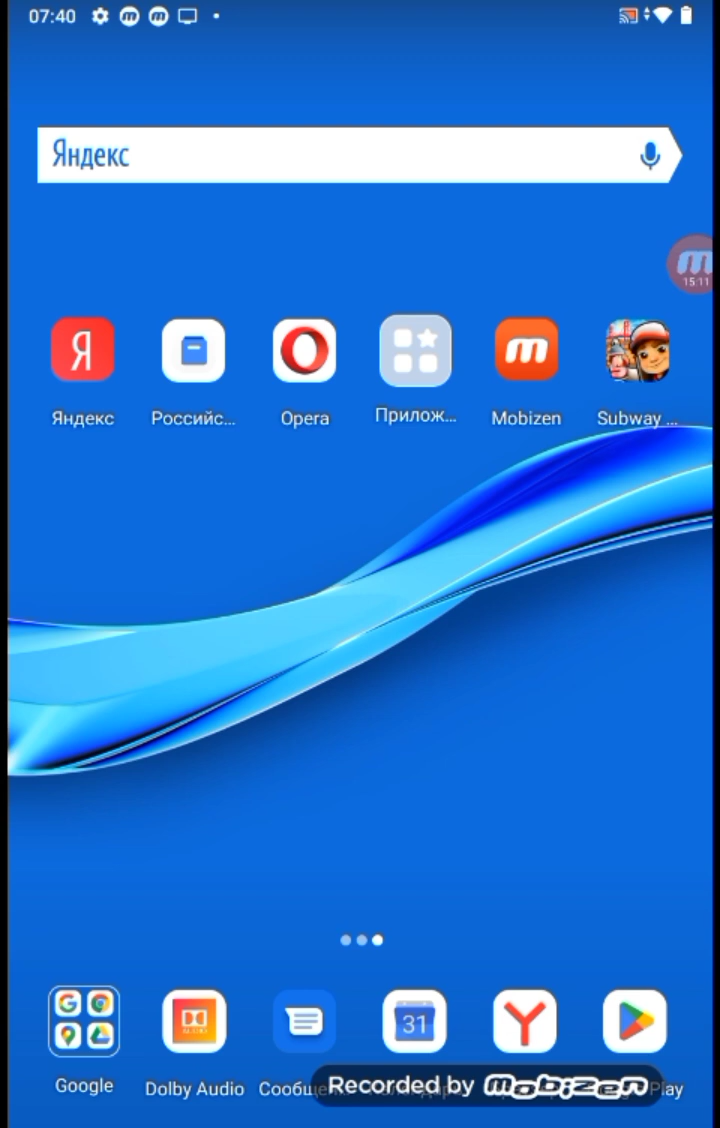 07:40
Яндекс
15:11
Яндекс Российс... Opera Прилож... Mobizen Subway ...
31
Google Dolby Audio Сообще Play
Recorded by mobizen